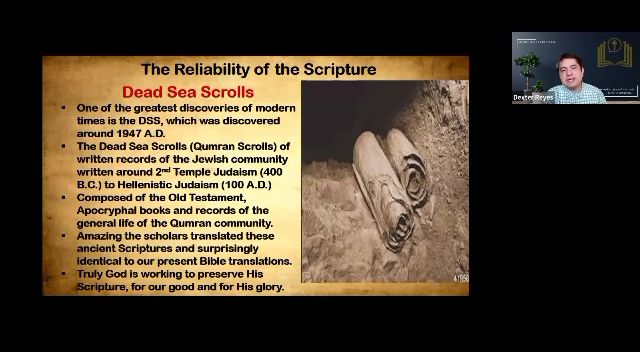 The Reliability of the Scripture
Dead Sea Scrolls
▪ One of the greatest discoveries of modern
times is the DSS, which was discovered
around 1947 A.D.
▪ The Dead Sea Scrolls (Qumran Scrolls) of
written records of the Jewish community
written around 2nd Temple Judaism (400
B.C.) to Hellenistic Judaism (100 A.D.)
▪ Composed of the Old Testament,
Apocryphal books and records of the
general life of the Qumran community.
▪ Amazing the scholars translated these
ancient Scriptures and surprisingly
identical to our present Bible translations.
▪ Truly God is working to preserve His
Scripture, for our good and for His glory.
Dexter Reyes